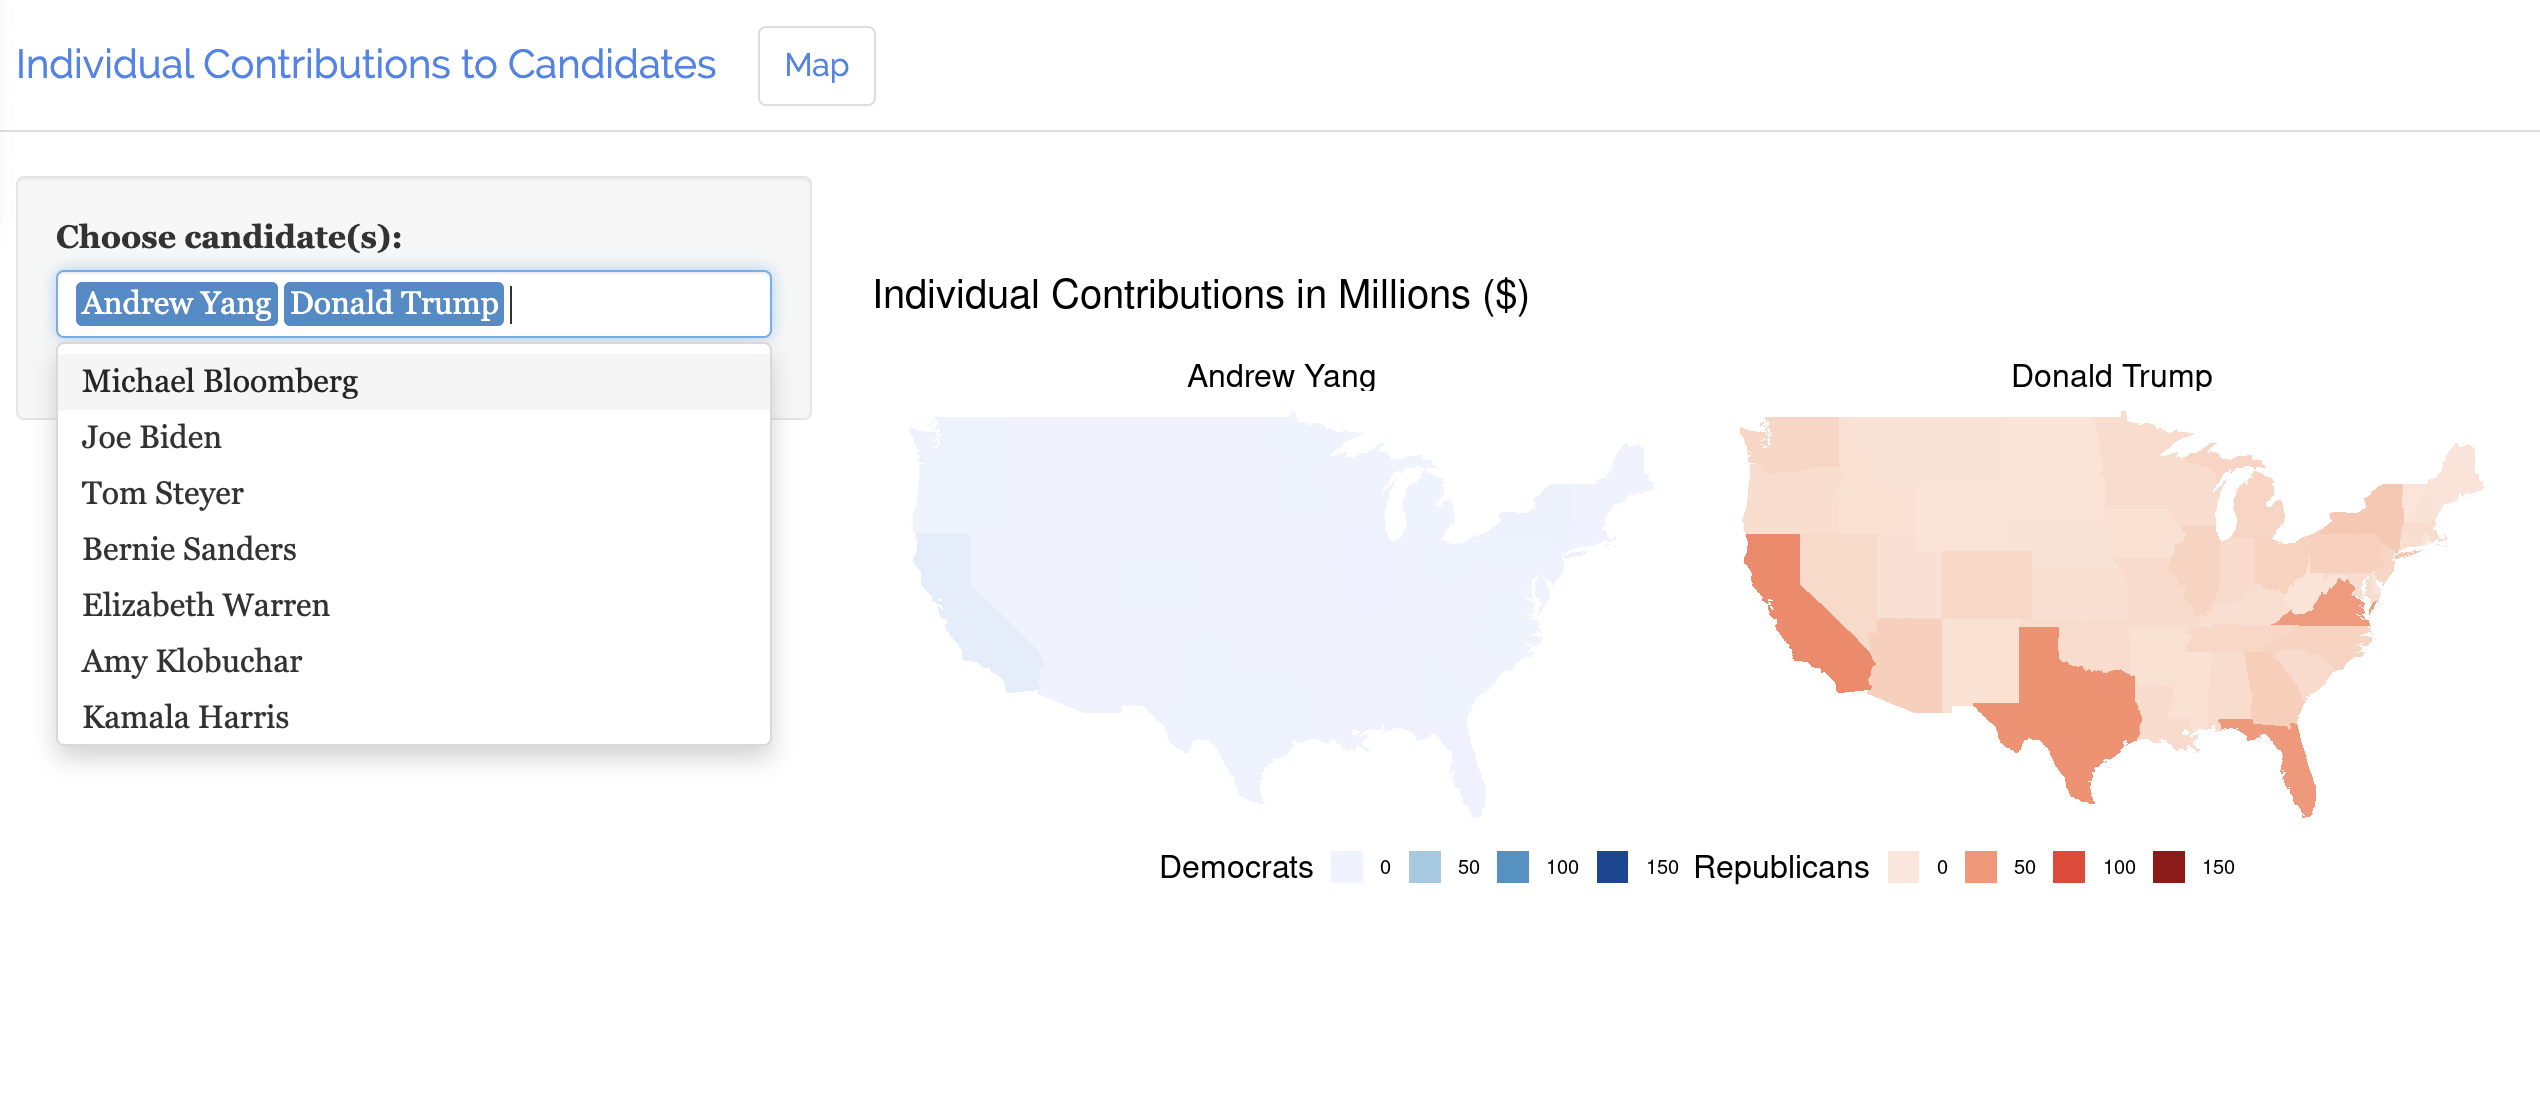 Individual Contributions to Candidates
Map
Choose candidate(s):
Andrew Yang Donald Trump
Michael Bloomberg
Joe Biden
Tom Steyer
Bernie Sanders
Elizabeth Warren
Amy Klobuchar
Kamala Harris
Individual Contributions in Millions ($)
Andrew Yang
Donald Trump
Democrats 0 50 100 150 Republicans 0 50 100 150